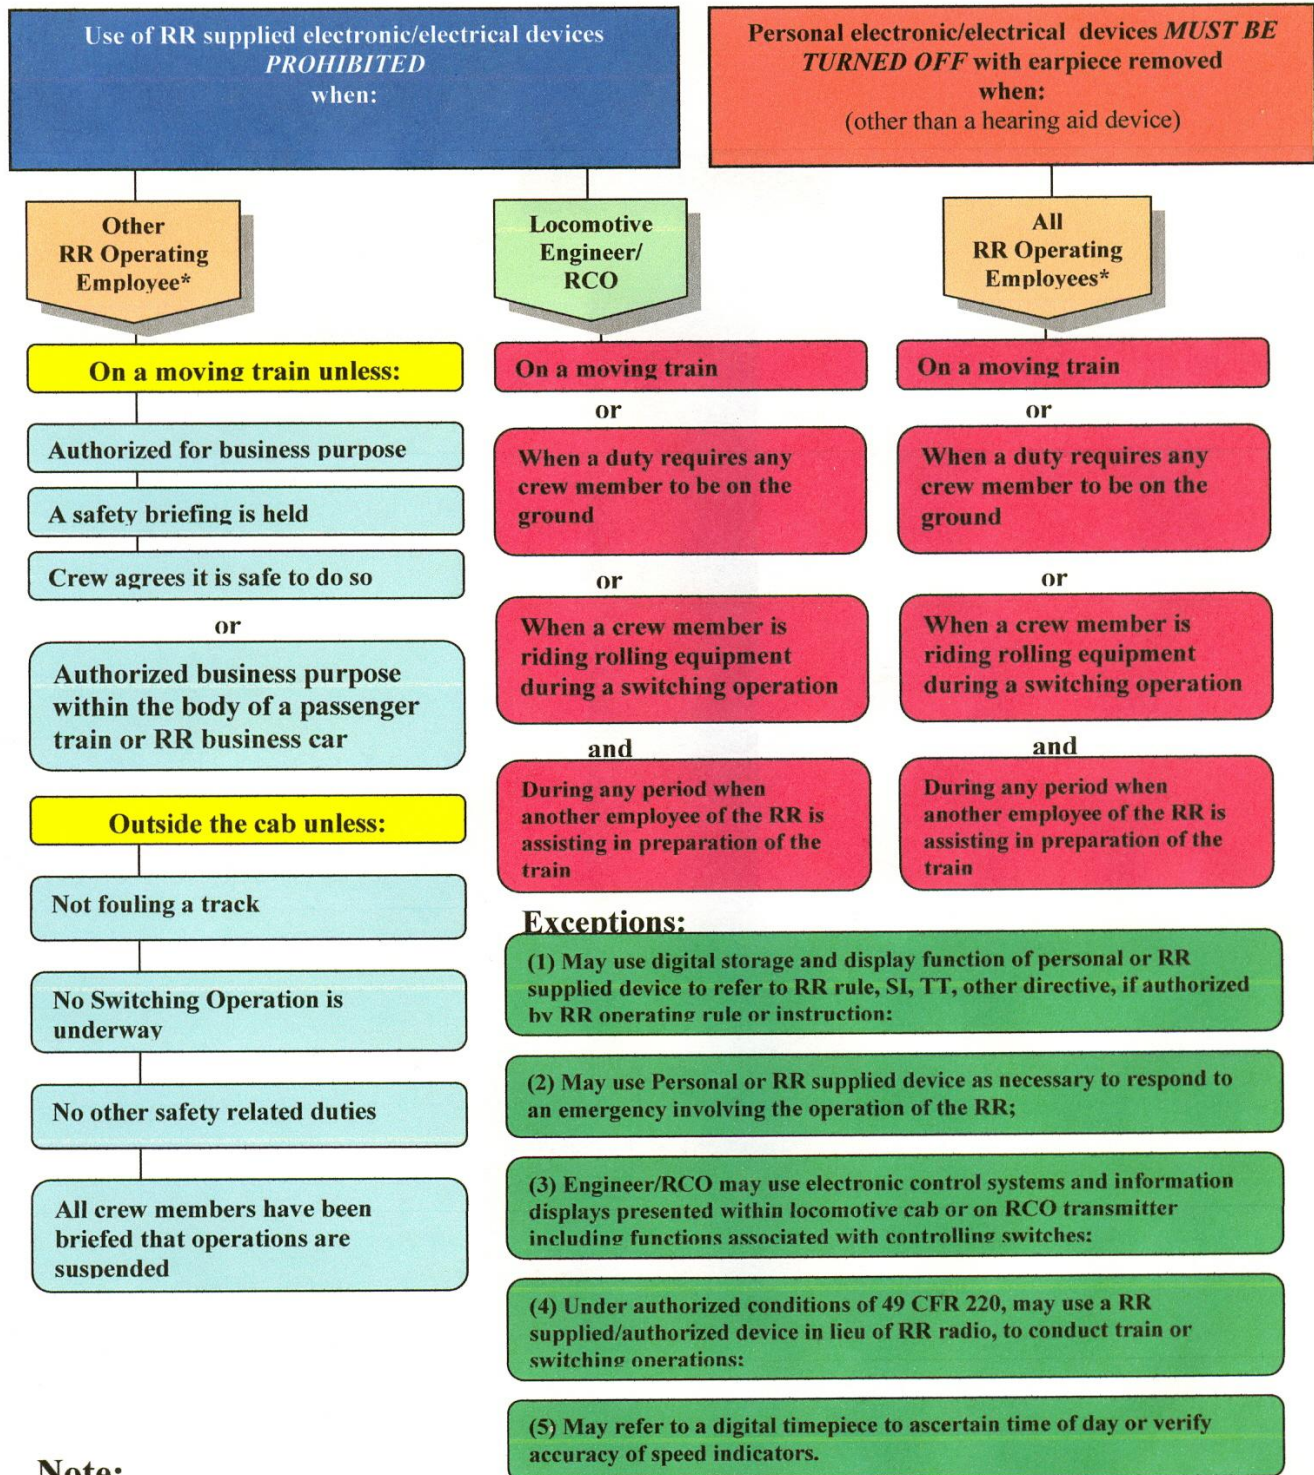 Use of RR supplied electronic/electrical devices
PROHIBITED
when:
Personal electronic/electrical devices MUST BE
TURNED OFF with earpiece removed
when:
(other than a hearing aid device)
Other
RR Operating
Employee*
Locomotive
Engineer/
RCO
All
RR Operating
Employees*
On a moving train unless:
Authorized for business purpose
A safety briefing is held
Crew agrees it is safe to do so
or
Authorized business purpose
within the body of a passenger
train or RR business car
Outside the cab unless:
Not fouling a track
No Switching Operation is
underway
No other safety related duties
All crew members have been
briefed that operations are
suspended
On a moving train
or
When a duty requires any
crew member to be on the
ground
or
When a crew member is
riding rolling equipment
during a switching operation
and
During any period when
another employee of the RR is
assisting in preparation of the
train
On a moving train
or
When a duty requires any
crew member to be on the
ground
or
When a crew member is
riding rolling equipment
during a switching operation
and
During any period when
another employee of the RR is
assisting in preparation of the
train
Exceptions:
(1) May use digital storage and display function of personal or RR
supplied device to refer to RR rule, SI, TT, other directive, if authorized
by RR operating rule or instruction;
(2) May use Personal or RR supplied device as necessary to respond to
an emergency involving the operation of the RR;
(3) Engineer/RCO may use electronic control systems and information
displays presented within locomotive cab or on RCO transmitter
including functions associated with controlling switches;
(4) Under authorized conditions of 49 CFR 220, may use a RR
supplied/authorized device in lieu of RR radio, to conduct train or
switching operations;
(5) May refer to a digital timepiece to ascertain time of day or verify
accuracy of speed indicators.
Note: